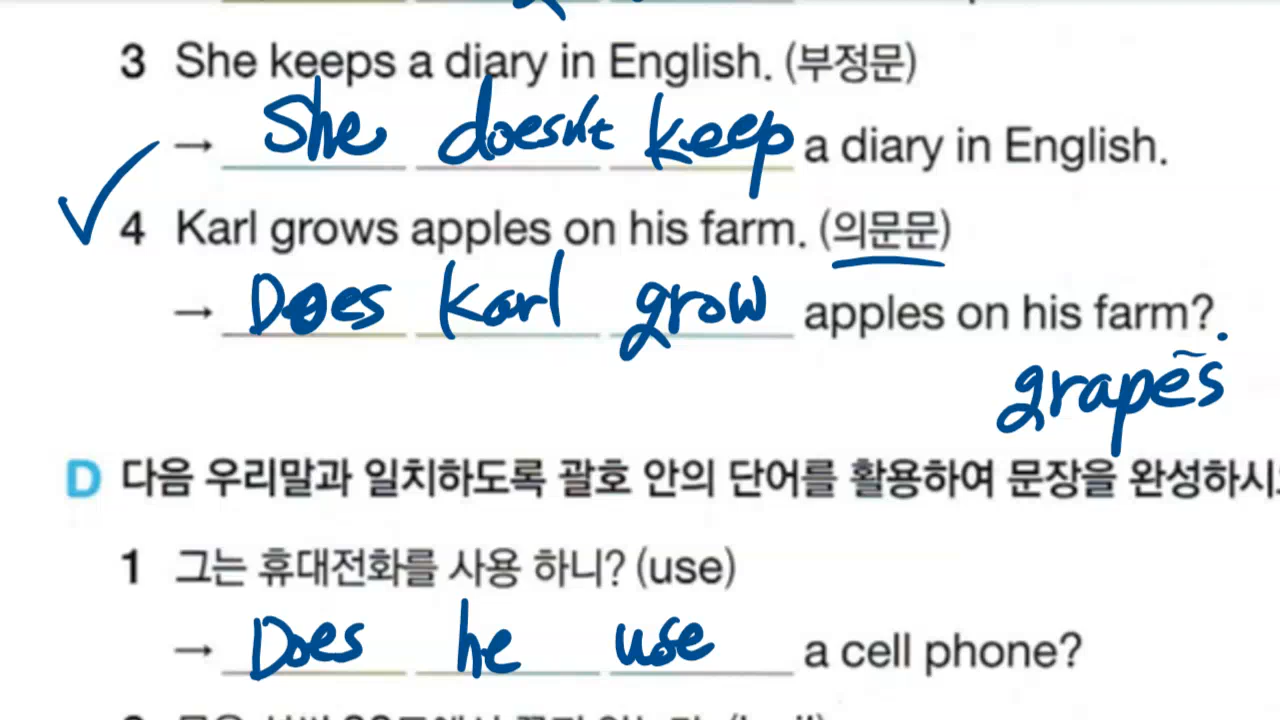 3 She keeps a diary in English. (부정문)
→ She doesn't keep a diary in English.
4 Karl grows apples on his farm. (의문문)
→ Does Karl grow apples on his farm?
grapes
D 다음 우리말과 일치하도록 괄호 안의 단어를 활용하여 문장을 완성하시
1 그는 휴대전화를 사용 하니? (use)
→ Does he use a cell phone?